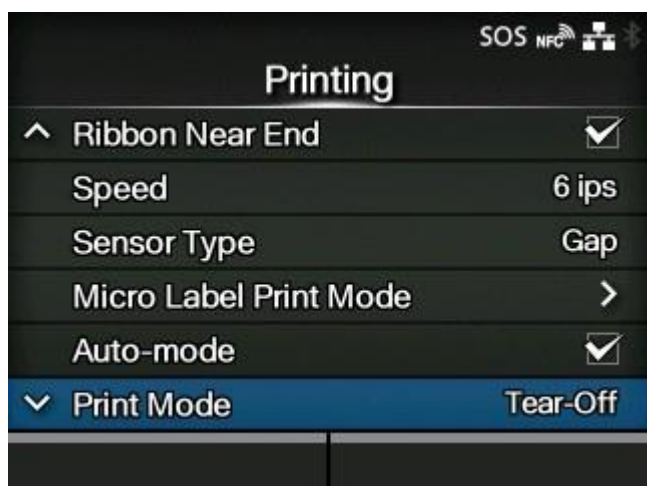 SOS NFC
Printing
Ribbon Near End
Speed 6 ips
Sensor Type Gap
Micro Label Print Mode
Auto-mode
Print Mode Tear-Off